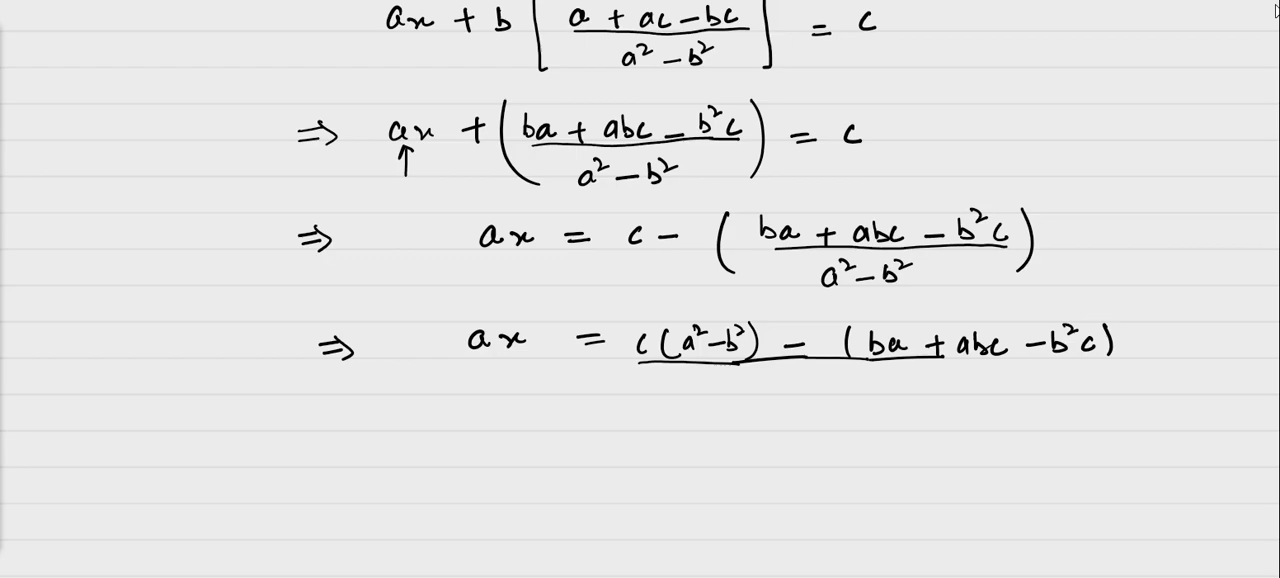 ax + b [ (a + ac - bc) / (a² - b²) ] = c
⇒ ax + ( (ba + abc - b²c) / (a² - b²) ) = c
↑
⇒ ax = c - ( (ba + abc - b²c) / (a² - b²) )
⇒ ax = c(a² - b²) - (ba + abc - b²c)